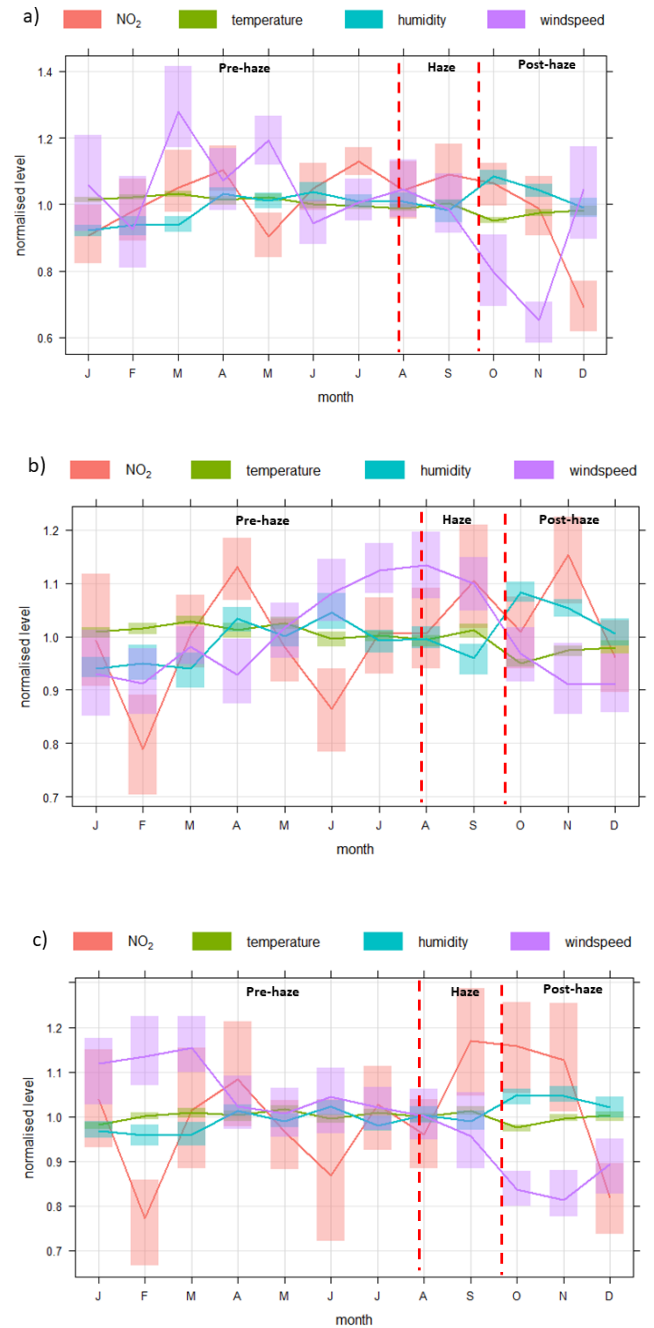 a)
NO2 temperature humidity windspeed
Pre-haze Haze Post-haze
1.4
1.2
1.0
0.8
0.6
normalised level
J F M A M J J A S O N D
month
b)
NO2 temperature humidity windspeed
Pre-haze Haze Post-haze
1.2
1.1
1.0
0.9
0.8
0.7
normalised level
J F M A M J J A S O N D
month
c)
NO2 temperature humidity windspeed
Pre-haze Haze Post-haze
1.2
1.1
1.0
0.9
0.8
0.7
normalised level
J F M A M J J A S O N D
month